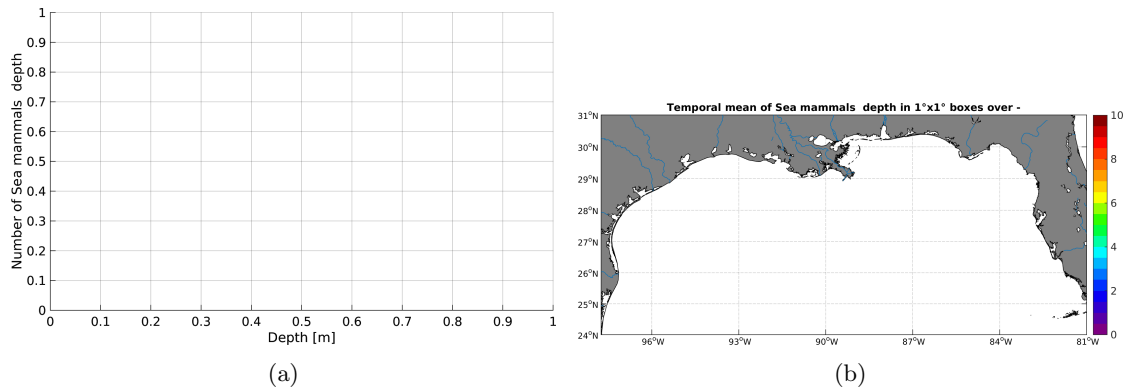 1
0.9
0.8
0.7
0.6
0.5
0.4
0.3
0.2
0.1
0
Number of Sea mammals  depth
0 0.1 0.2 0.3 0.4 0.5 0.6 0.7 0.8 0.9 1
Depth [m]
(a)
Temporal mean of Sea mammals  depth in 1°x1° boxes over -
31°N
30°N
29°N
28°N
27°N
26°N
25°N
24°N
96°W 93°W 90°W 87°W 84°W 81°W
10
8
6
4
2
0
(b)